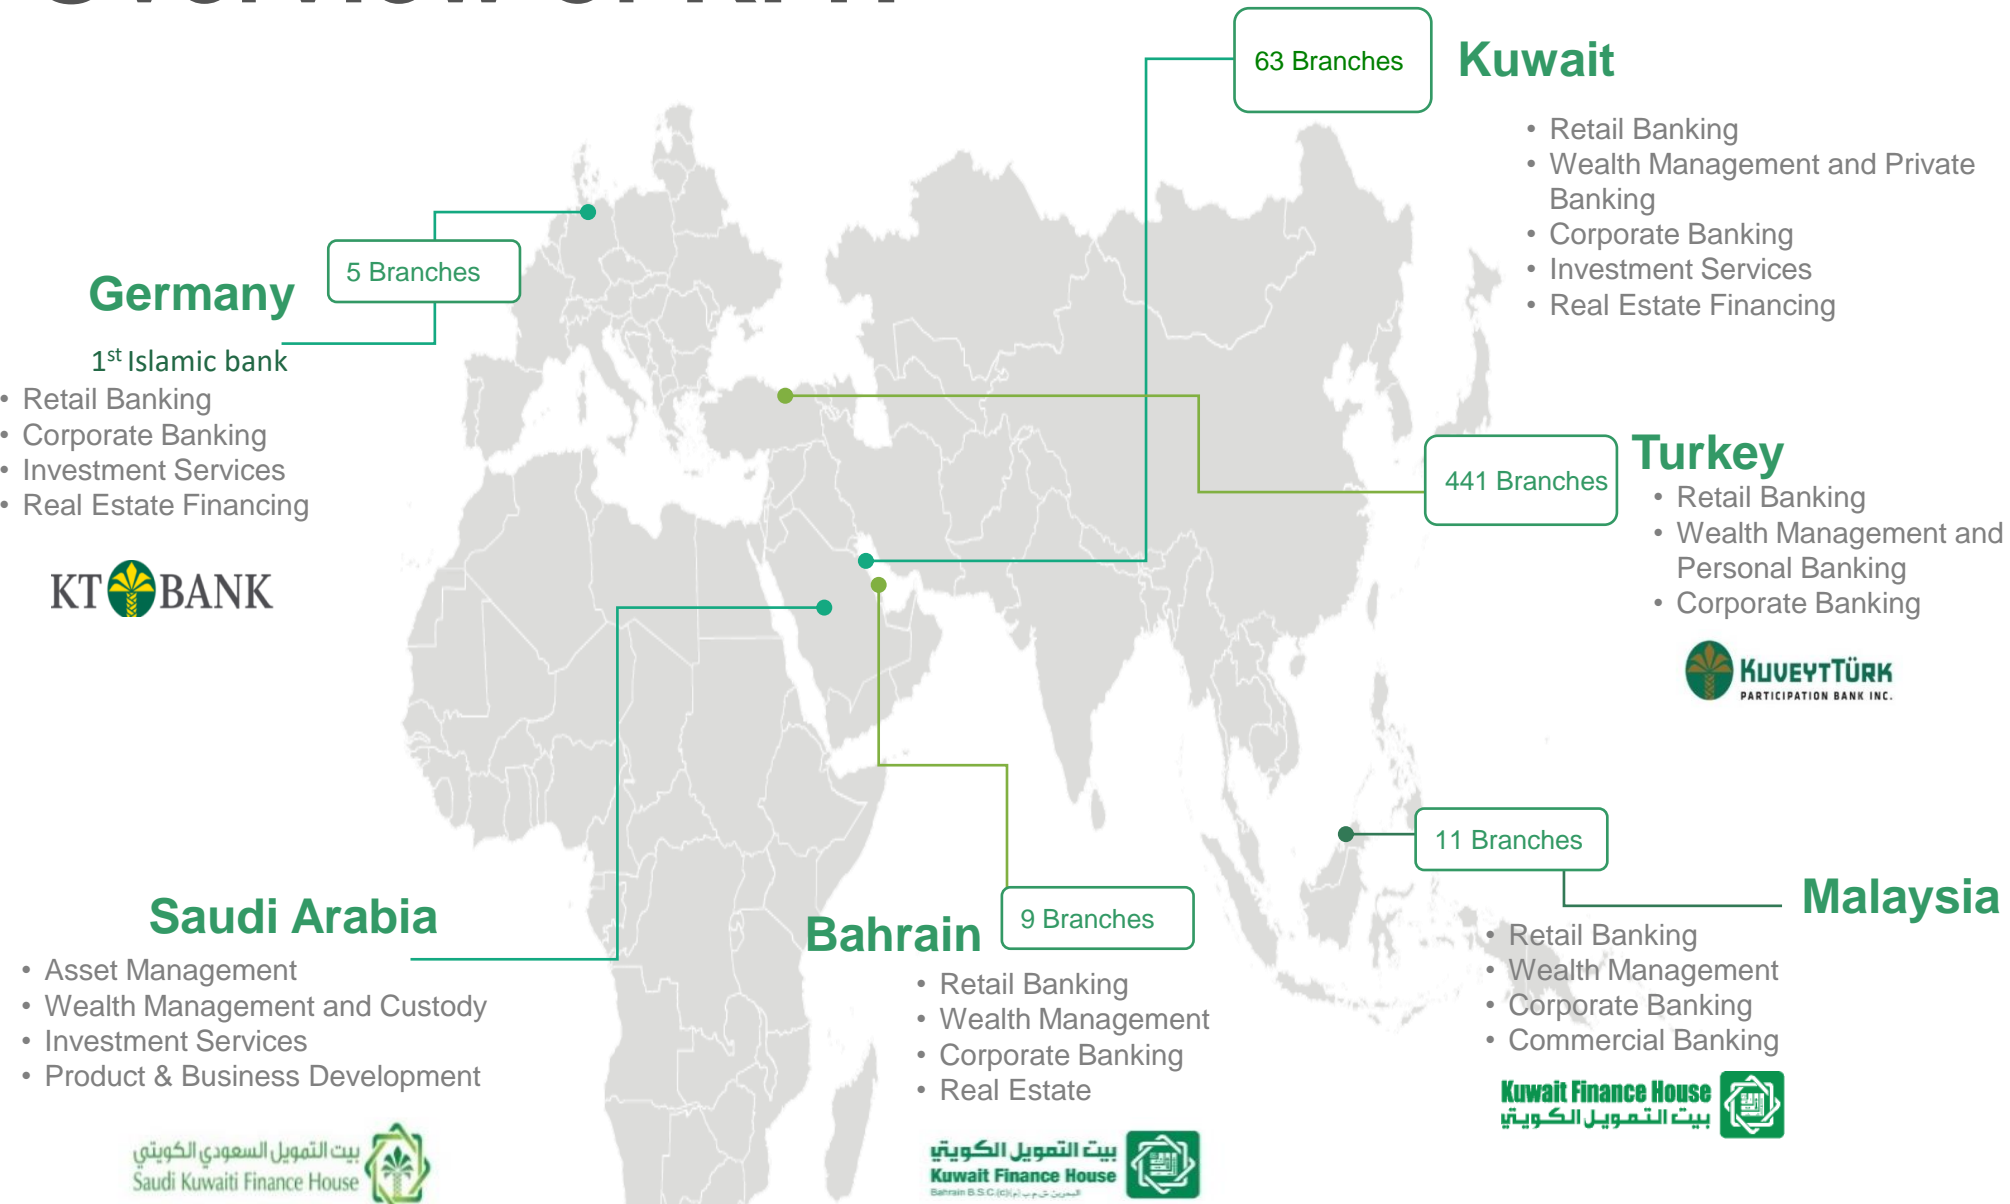 63 Branches
Kuwait
• Retail Banking
• Wealth Management and Private
Banking
• Corporate Banking
• Investment Services
• Real Estate Financing
5 Branches
Germany
1st Islamic bank
• Retail Banking
• Corporate Banking
• Investment Services
• Real Estate Financing
KT BANK
441 Branches
Turkey
• Retail Banking
• Wealth Management and
Personal Banking
• Corporate Banking
KUVEYTTÜRK
PARTICIPATION BANK INC.
11 Branches
Malaysia
• Retail Banking
• Wealth Management
• Corporate Banking
• Commercial Banking
Kuwait Finance House
بيت التمويل الكويتي
Saudi Arabia
• Asset Management
• Wealth Management and Custody
• Investment Services
• Product & Business Development
بيت التمويل السعودي الكويتي
Saudi Kuwaiti Finance House
9 Branches
Bahrain
• Retail Banking
• Wealth Management
• Corporate Banking
• Real Estate
بيت التمويل الكويتي
Kuwait Finance House
Bahrain B.S.C.(c)